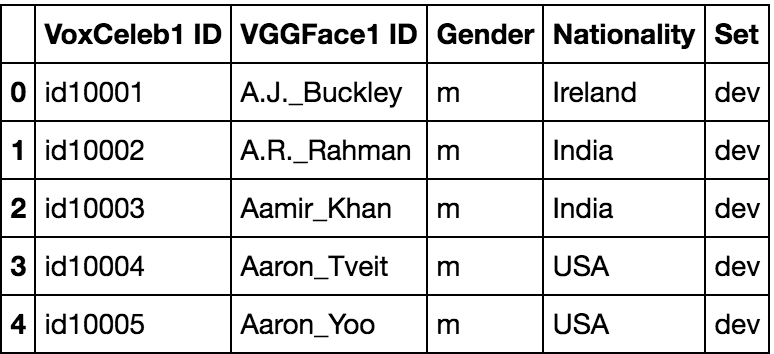 VoxCeleb1 ID VGGFace1 ID Gender Nationality Set
0 id10001 A.J._Buckley m Ireland dev
1 id10002 A.R._Rahman m India dev
2 id10003 Aamir_Khan m India dev
3 id10004 Aaron_Tveit m USA dev
4 id10005 Aaron_Yoo m USA dev